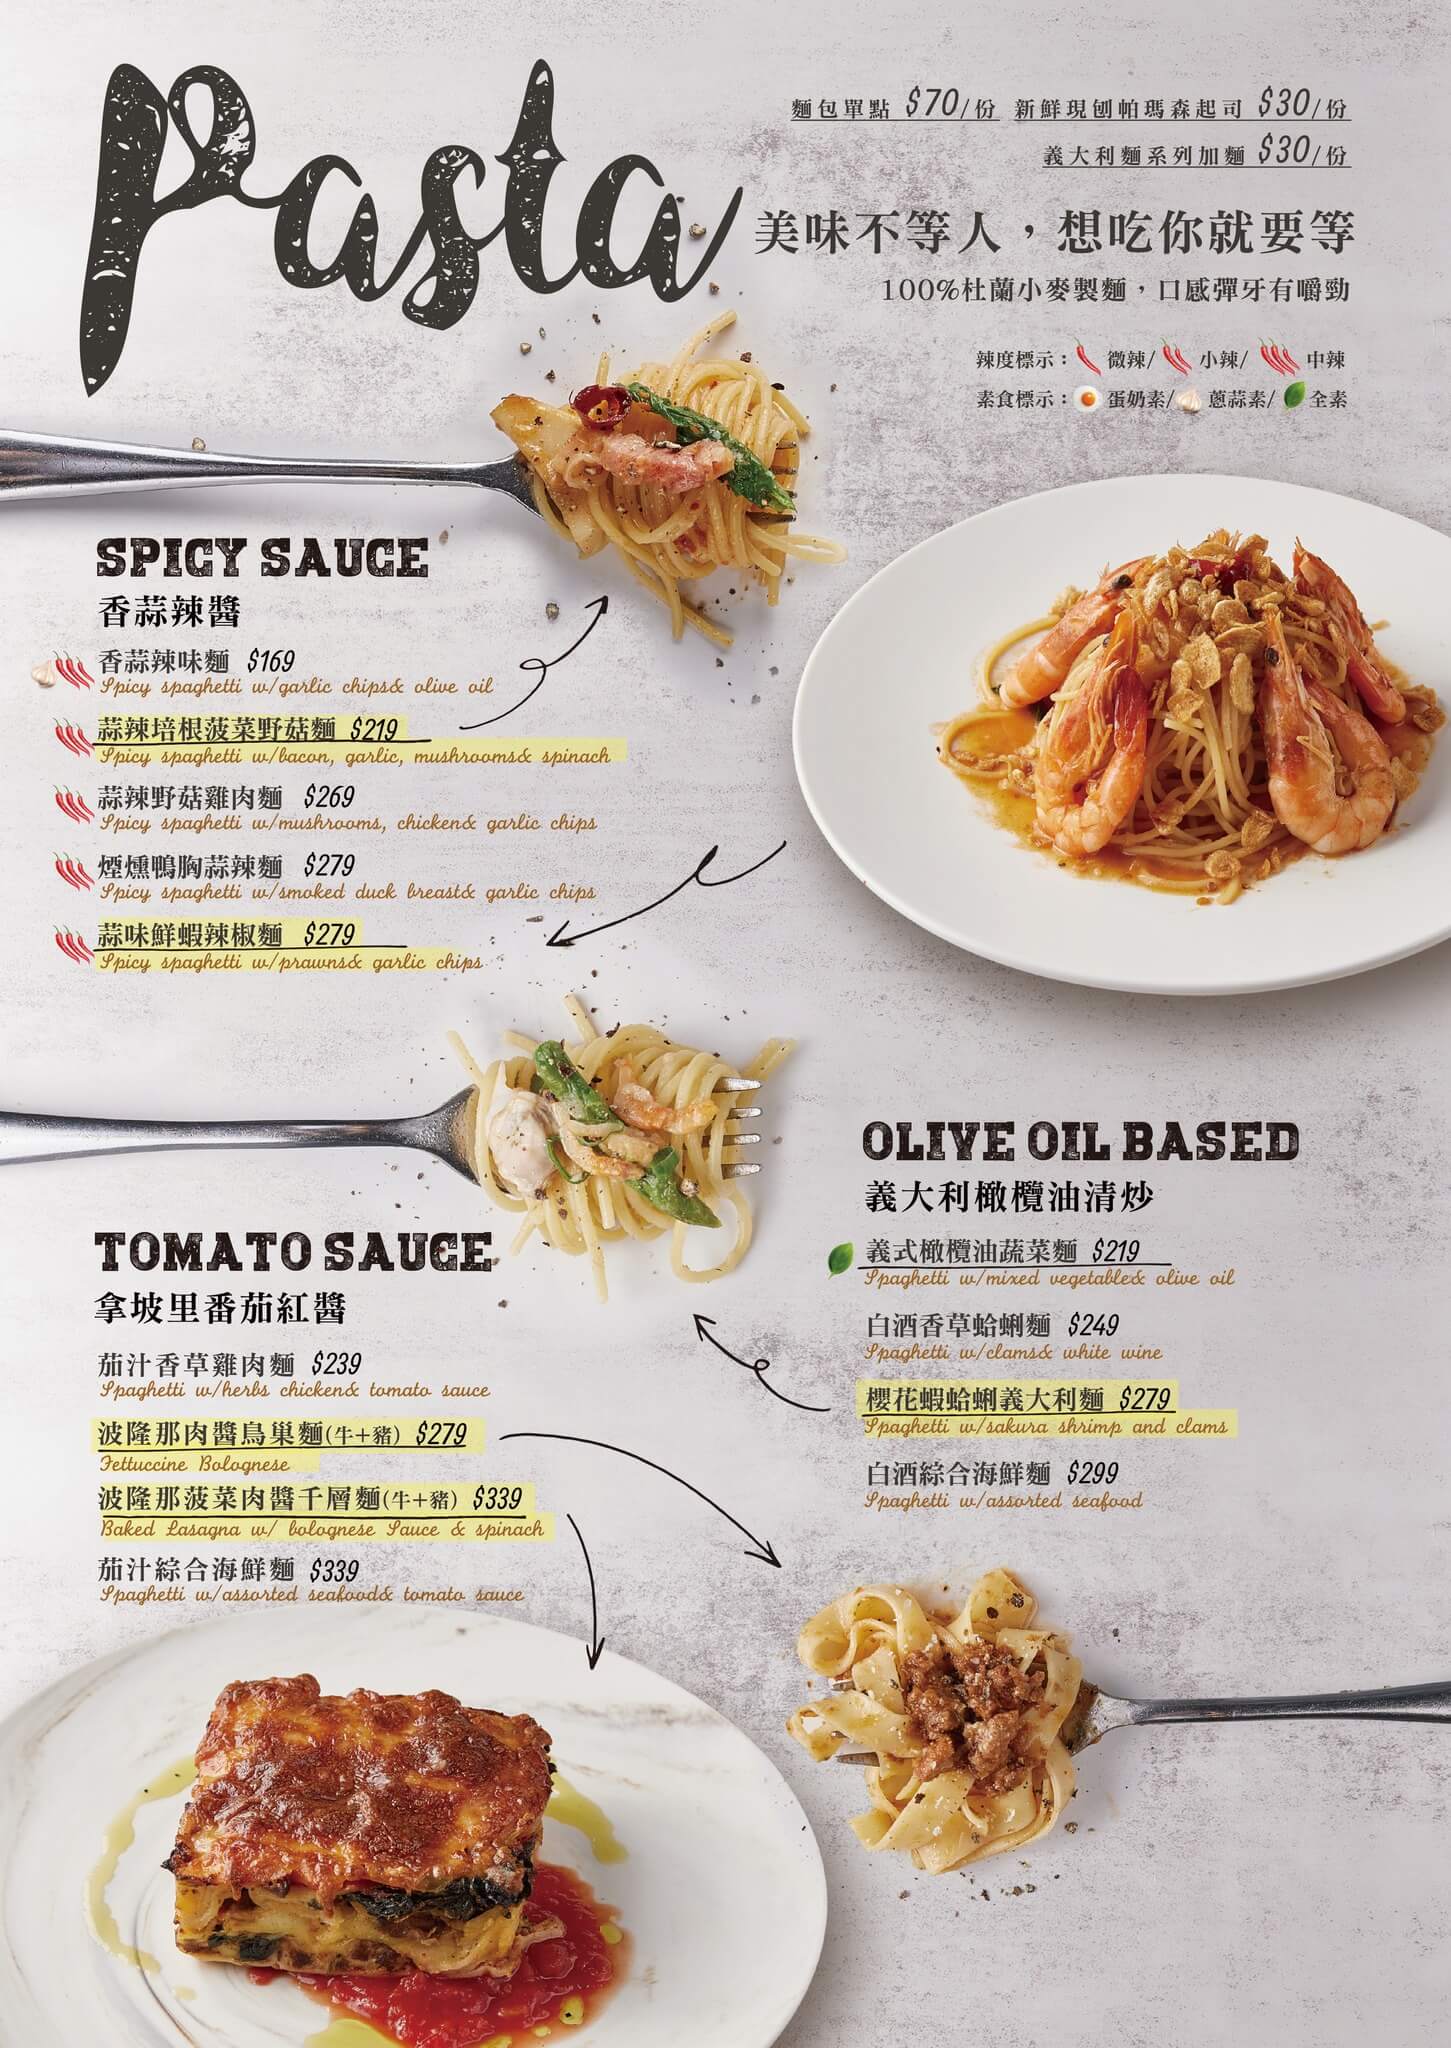 Pasta
麵包單點 $70/份 新鮮現刨帕瑪森起司 $30/份
義大利麵系列加麵 $30/份
美味不等人，想吃你就要等
100%杜蘭小麥製麵，口感彈牙有嚼勁
辣度標示： 微辣/ 小辣/ 中辣
素食標示： 蛋奶素/ 蔥蒜素/ 全素
SPICY SAUCE
香蒜辣醬
香蒜辣味麵 $169
Spicy spaghetti w/garlic chips& olive oil
蒜辣培根菠菜野菇麵 $219
Spicy spaghetti w/bacon, garlic, mushrooms& spinach
蒜辣野菇雞肉麵 $269
Spicy spaghetti w/mushrooms, chicken& garlic chips
煙燻鴨胸蒜辣麵 $279
Spicy spaghetti w/smoked duck breast& garlic chips
蒜味鮮蝦辣椒麵 $279
Spicy spaghetti w/prawns& garlic chips
TOMATO SAUCE
拿坡里番茄紅醬
茄汁香草雞肉麵 $239
Spaghetti w/herbs chicken& tomato sauce
波隆那肉醬鳥巢麵(牛+豬) $279
Fettuccine Bolognese
波隆那菠菜肉醬千層麵(牛+豬) $339
Baked Lasagna w/ bolognese Sauce & spinach
茄汁綜合海鮮麵 $339
Spaghetti w/assorted seafood& tomato sauce
OLIVE OIL BASED
義大利橄欖油清炒
義式橄欖油蔬菜麵 $219
Spaghetti w/mixed vegetable& olive oil
白酒香草蛤蜊麵 $249
Spaghetti w/clams& white wine
櫻花蝦蛤蜊義大利麵 $279
Spaghetti w/sakura shrimp and clams
白酒綜合海鮮麵 $299
Spaghetti w/assorted seafood